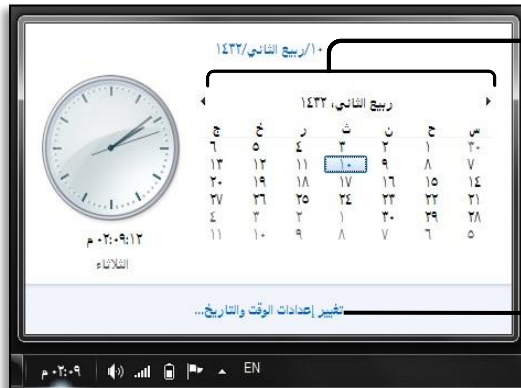 ١٠/ربيع الثاني/١٤٣٢
ربيع الثاني، ١٤٣٢
س ح ن ث ر خ ج
٣٠ ١ ٢ ٣ ٤ ٥ ٦
٧ ٨ ٩ ١٠ ١١ ١٢ ١٣
١٤ ١٥ ١٦ ١٧ ١٨ ١٩ ٢٠
٢١ ٢٢ ٢٣ ٢٤ ٢٥ ٢٦ ٢٧
٢٨ ٢٩ ٣٠ ١ ٢ ٣ ٤
٥ ٦ ٧ ٨ ٩ ١٠ ١١
٠٢:٠٩:١٢ م
الثلاثاء
تغيير إعدادات الوقت والتاريخ...
EN
٠٢:٠٩ م